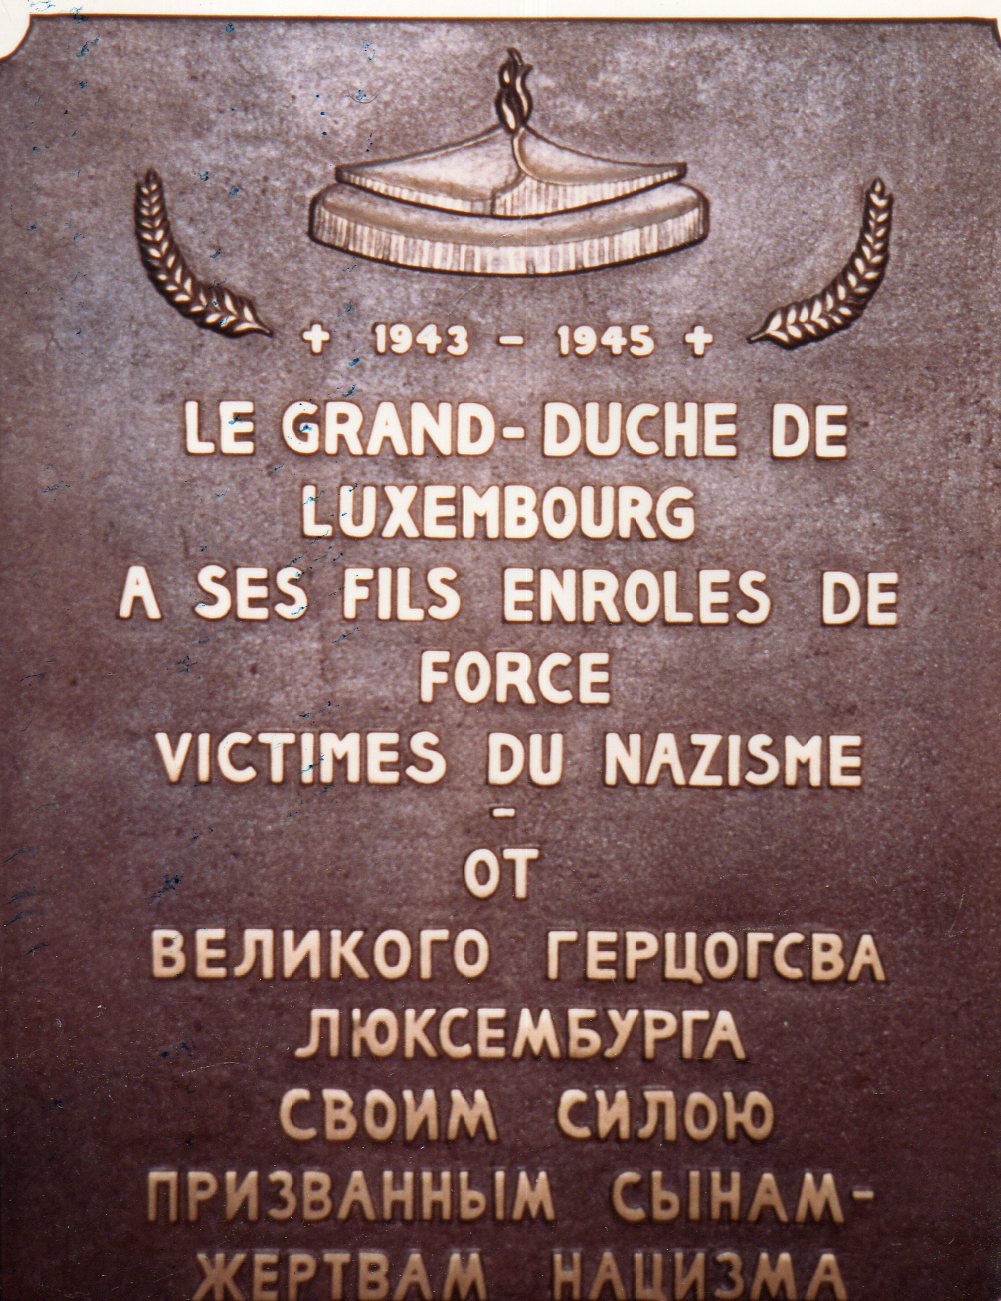 + 1943 - 1945 +
LE GRAND-DUCHE DE
LUXEMBOURG
A SES FILS ENROLES DE
FORCE
VICTIMES DU NAZISME
-
ОТ
ВЕЛИКОГО ГЕРЦОГСВА
ЛЮКСЕМБУРГА
СВОИМ СИЛОЮ
ПРИЗВАННЫМ СЫНАМ-
ЖЕРТВАМ НАЦИЗМА